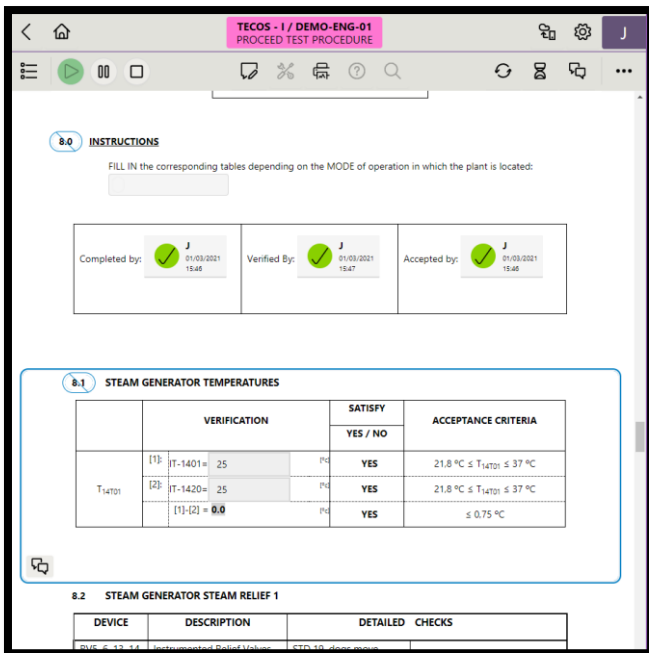 TECOS - I / DEMO-ENG-01
PROCEED TEST PROCEDURE
J
8.0 INSTRUCTIONS
FILL IN the corresponding tables depending on the MODE of operation in which the plant is located:
Completed by: J 01/03/2021 15:46
Verified By: J 01/03/2021 15:47
Accepted by: J 01/03/2021 15:46
8.1 STEAM GENERATOR TEMPERATURES
VERIFICATION
SATISFY
YES / NO
ACCEPTANCE CRITERIA
T14T01
[1]: IT-1401= 25 YES 21,8 ºC ≤ T14T01 ≤ 37 ºC
[2]: IT-1420= 25 YES 21,8 ºC ≤ T14T01 ≤ 37 ºC
[1]-[2] = 0.0 YES ≤ 0.75 ºC
8.2 STEAM GENERATOR STEAM RELIEF 1
DEVICE DESCRIPTION DETAILED CHECKS
Instrumented Relief Valves